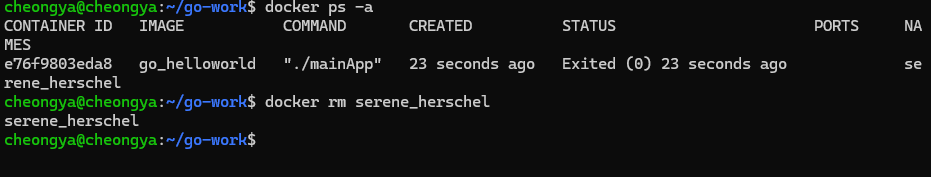 cheongya@cheongya:~/go-work$ docker ps -a
CONTAINER ID   IMAGE           COMMAND       CREATED          STATUS                      PORTS     NA
MES
e76f9803eda8   go_helloworld   "./mainApp"   23 seconds ago   Exited (0) 23 seconds ago             se
rene_herschel
cheongya@cheongya:~/go-work$ docker rm serene_herschel
serene_herschel
cheongya@cheongya:~/go-work$